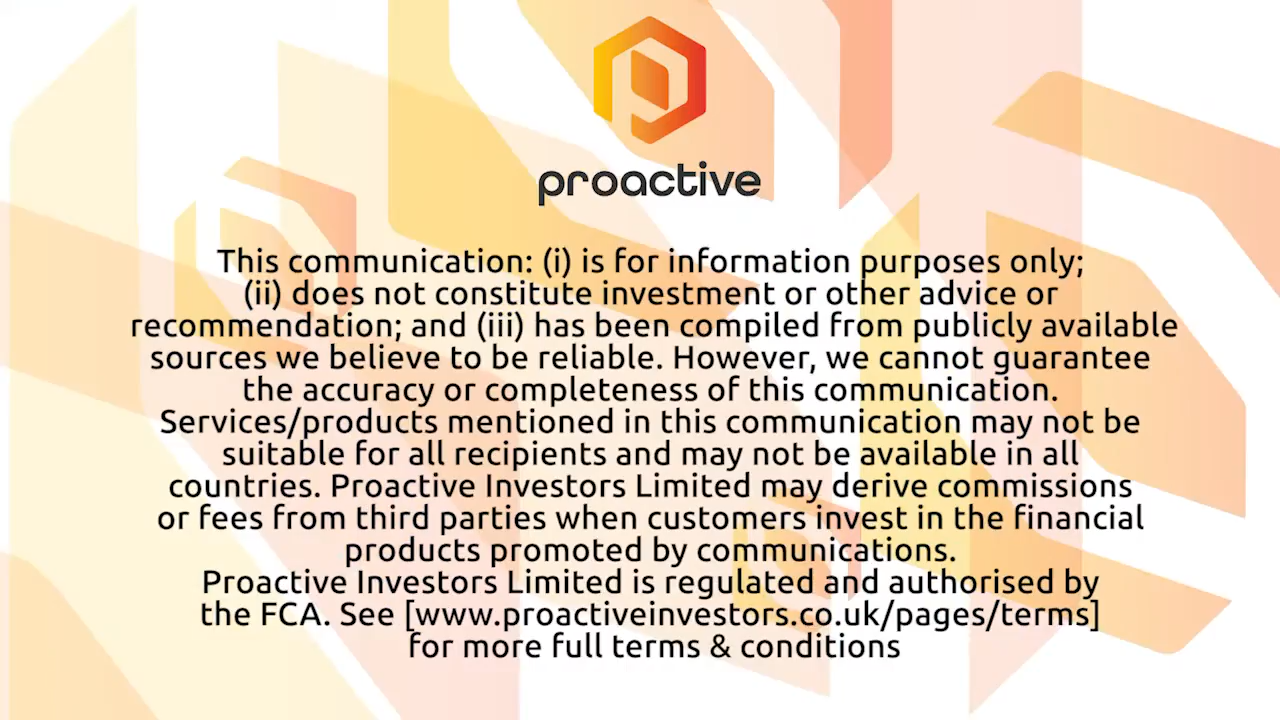 proactive
This communication: (i) is for information purposes only;
(ii) does not constitute investment or other advice or
recommendation; and (iii) has been compiled from publicly available
sources we believe to be reliable. However, we cannot guarantee
the accuracy or completeness of this communication.
Services/products mentioned in this communication may not be
suitable for all recipients and may not be available in all
countries. Proactive Investors Limited may derive commissions
or fees from third parties when customers invest in the financial
products promoted by communications.
Proactive Investors Limited is regulated and authorised by
the FCA. See [www.proactiveinvestors.co.uk/pages/terms]
for more full terms & conditions